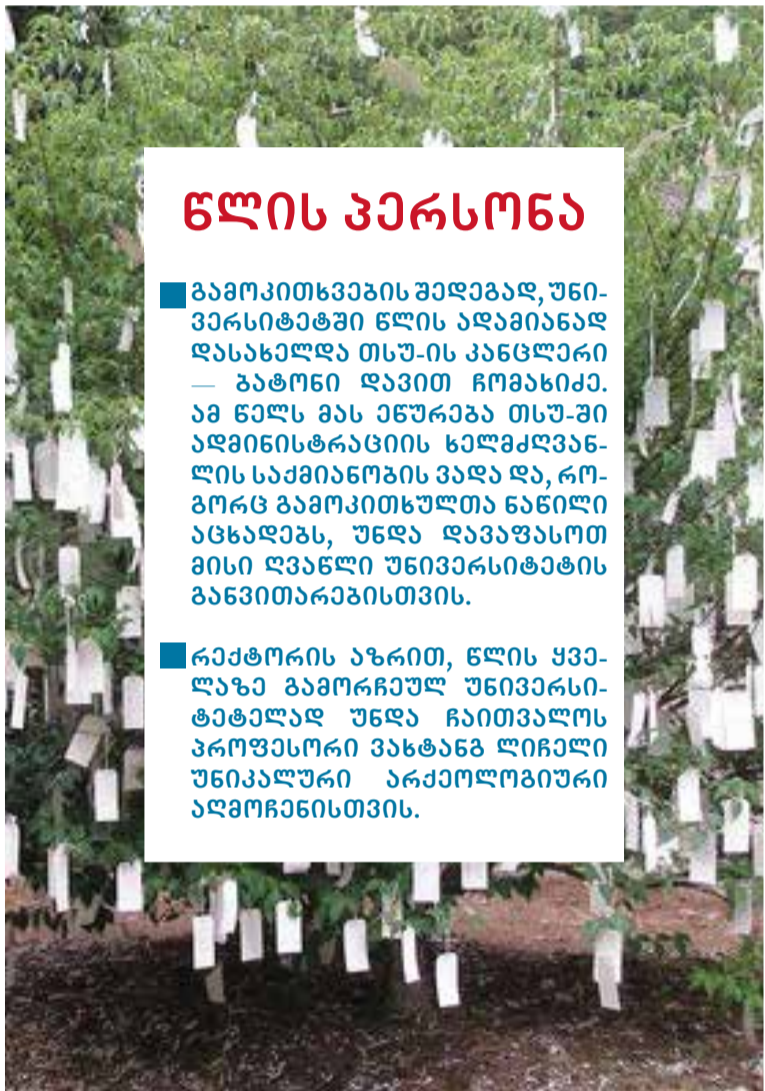 წლის პერსონა
გამოკითხვების შედეგად, უნი-
ვერსიტეტში წლის ადამიანად
დასახელდა თსუ-ის კანცლერი
— ბატონი დავით ჩომახიძე.
ამ წელს მას ეწურება თსუ-ში
ადმინისტრაციის ხელმძღვან-
ლის საქმიანობის ვადა და, რო-
გორც გამოკითხულთა ნაწილი
აცხადებს, უნდა დავაფასოთ
მისი ღვაწლი უნივერსიტეტის
განვითარებისთვის.
რექტორის აზრით, წლის ყვე-
ლაზე გამორჩეულ უნივერსი-
ტეტელად უნდა ჩაითვალოს
პროფესორი ვახტანგ ლიჩელი
უნიკალური არქეოლოგიური
აღმოჩენისთვის.